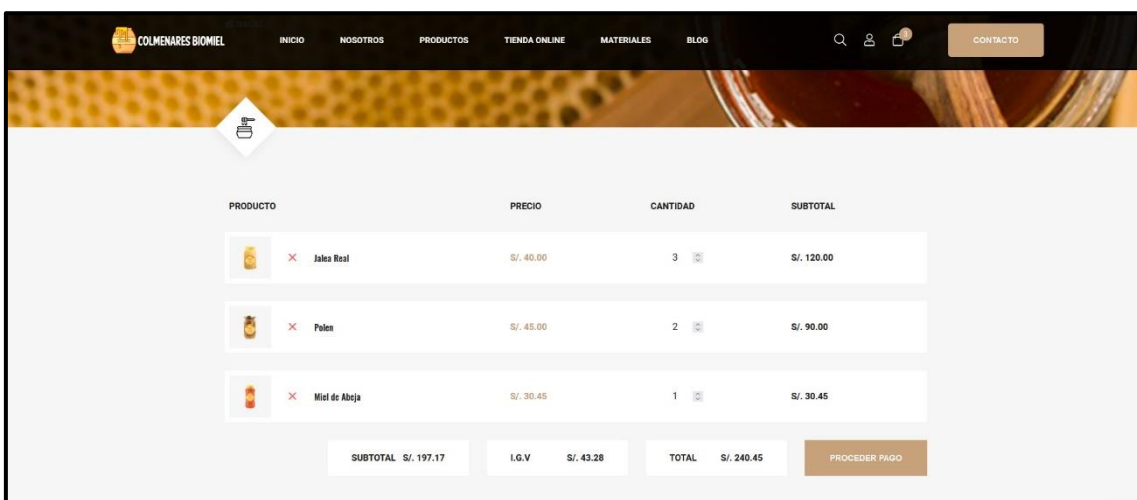 COLMENARES BIOMIEL INICIO NOSOTROS PRODUCTOS TIENDA ONLINE MATERIALES BLOG 3 CONTACTO
PRODUCTO PRECIO CANTIDAD SUBTOTAL
Jalea Real S/. 40.00 3 S/. 120.00
Polen S/. 45.00 2 S/. 90.00
Miel de Abeja S/. 30.45 1 S/. 30.45
SUBTOTAL S/. 197.17 I.G.V S/. 43.28 TOTAL S/. 240.45 PROCEDER PAGO